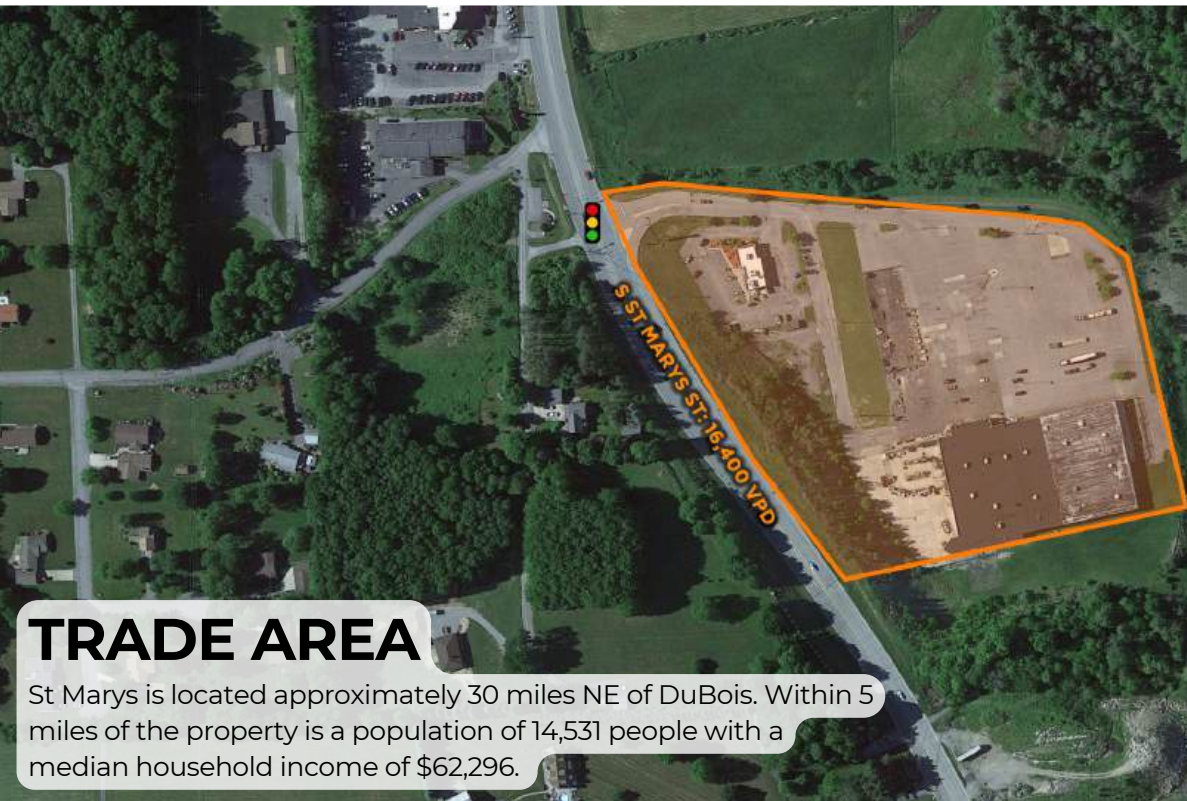 S ST MARYS ST: 16,400 VPD
TRADE AREA
St Marys is located approximately 30 miles NE of DuBois. Within 5
miles of the property is a population of 14,531 people with a
median household income of $62,296.